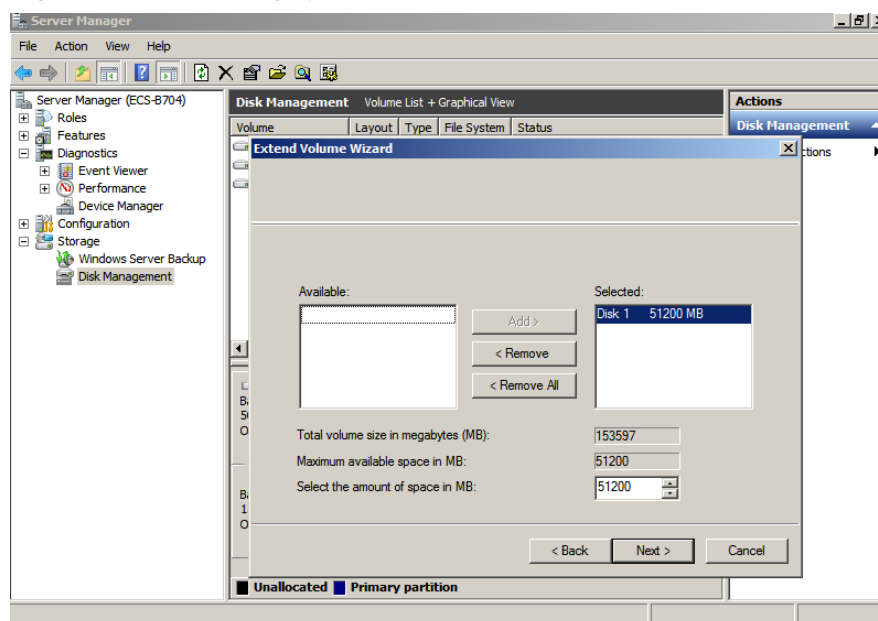 Server Manager
File Action View Help
Server Manager (ECS-B704)
Roles
Features
Diagnostics
Event Viewer
Performance
Device Manager
Configuration
Storage
Windows Server Backup
Disk Management
Disk Management Volume List + Graphical View
Volume Layout Type File System Status
Actions
Disk Management
ctions
Extend Volume Wizard
Available:
Selected:
Add >
Disk 1 51200 MB
< Remove
< Remove All
Total volume size in megabytes (MB): 153597
Maximum available space in MB: 51200
Select the amount of space in MB: 51200
< Back Next > Cancel
Unallocated Primary partition